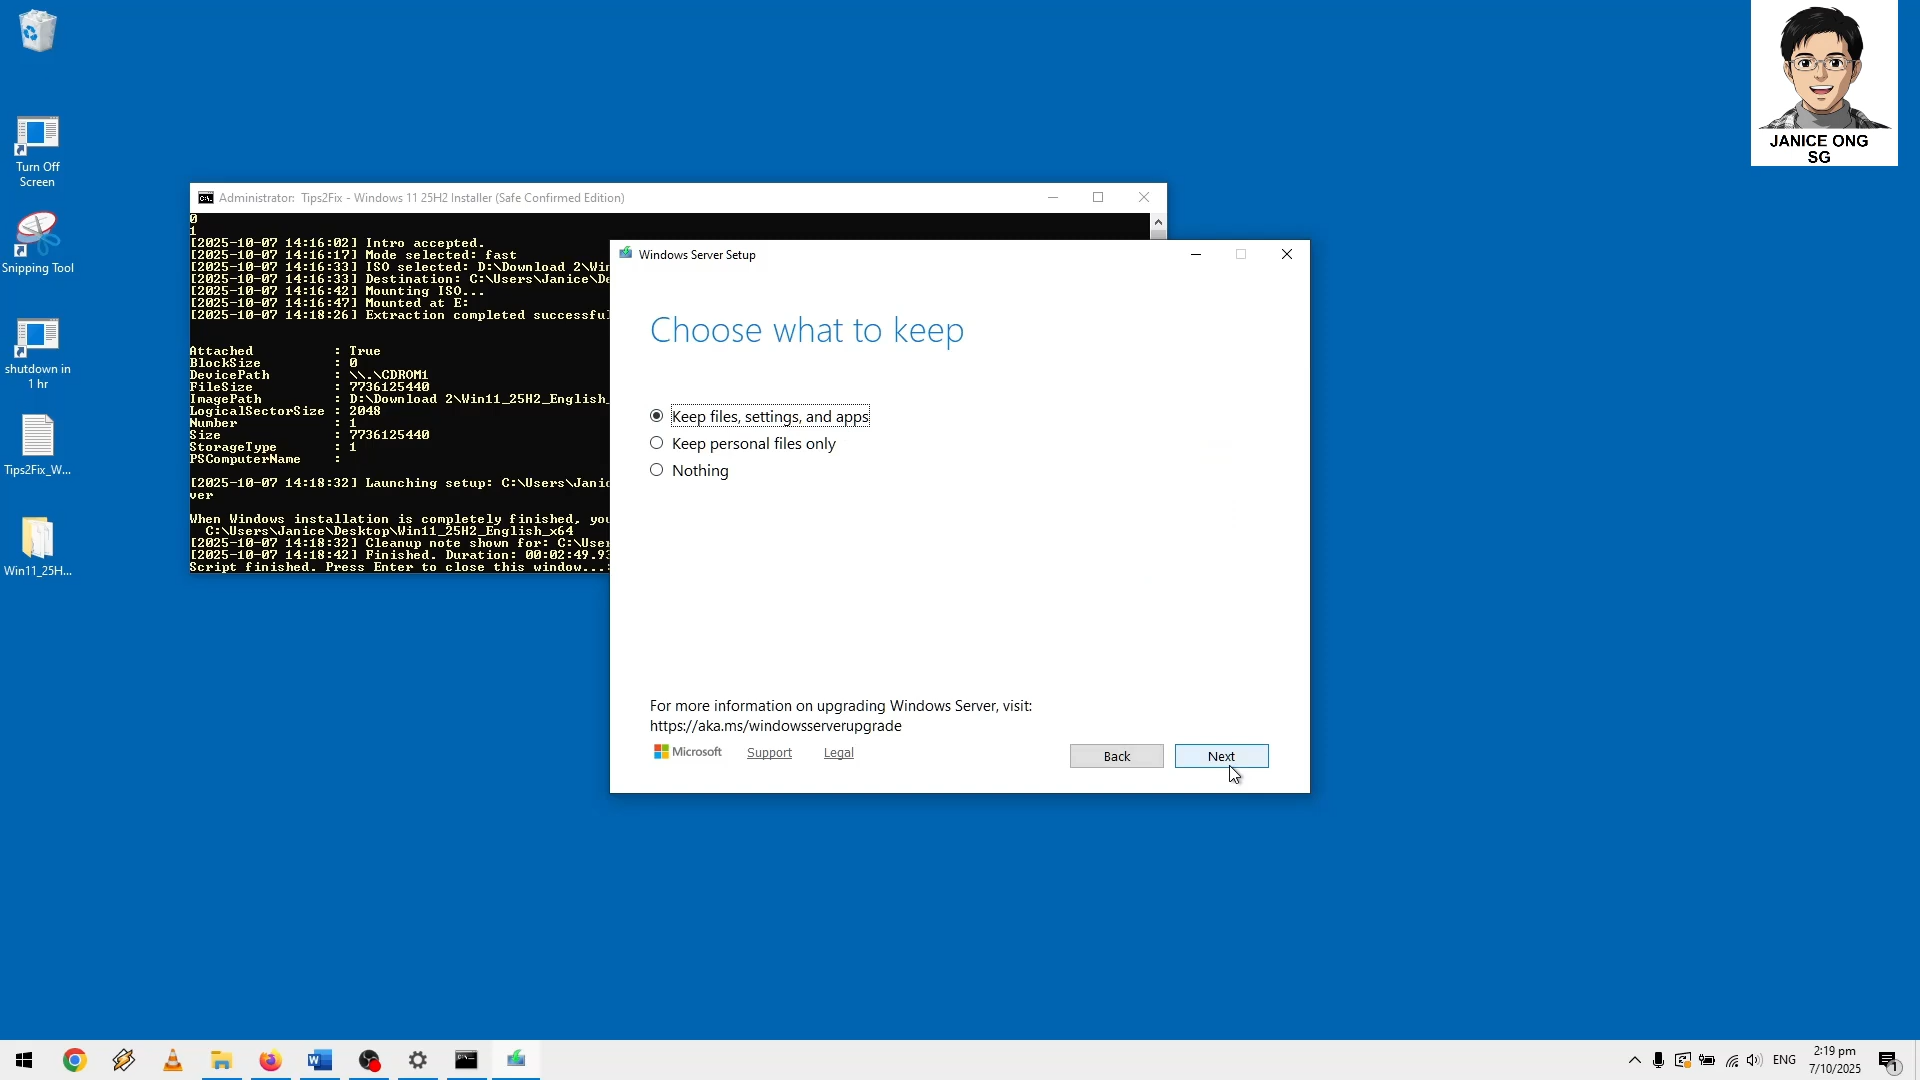 JANICE ONG
SG
Turn Off
Screen
Snipping Tool
shutdown in
1 hr
Tips2Fix_W...
Win11_25H...
Administrator: Tips2Fix - Windows 11 25H2 Installer (Safe Confirmed Edition)
0
1
[2025-10-07 14:16:02] Intro accepted.
[2025-10-07 14:16:17] Mode selected: fast
[2025-10-07 14:16:33] ISO selected: D:\Download 2\Win
[2025-10-07 14:16:33] Destination: C:\Users\Janice\De
[2025-10-07 14:16:42] Mounting ISO...
[2025-10-07 14:16:47] Mounted at E:
[2025-10-07 14:18:26] Extraction completed successful
Attached : True
BlockSize : 0
DevicePath : \\.\CDROM1
FileSize : 7736125440
ImagePath : D:\Download 2\Win11_25H2_English_
LogicalSectorSize : 2048
Number : 1
Size : 7736125440
StorageType : 1
PSComputerName :
[2025-10-07 14:18:32] Launching setup: C:\Users\Janic
ver
When Windows installation is completely finished, you
C:\Users\Janice\Desktop\Win11_25H2_English_x64
[2025-10-07 14:18:32] Cleanup note shown for: C:\User
[2025-10-07 14:18:42] Finished. Duration: 00:02:49.93
Script finished. Press Enter to close this window...:
Windows Server Setup
Choose what to keep
Keep files, settings, and apps
Keep personal files only
Nothing
For more information on upgrading Windows Server, visit:
https://aka.ms/windowsserverupgrade
Microsoft Support Legal
Back Next
ENG
2:19 pm
7/10/2025
1